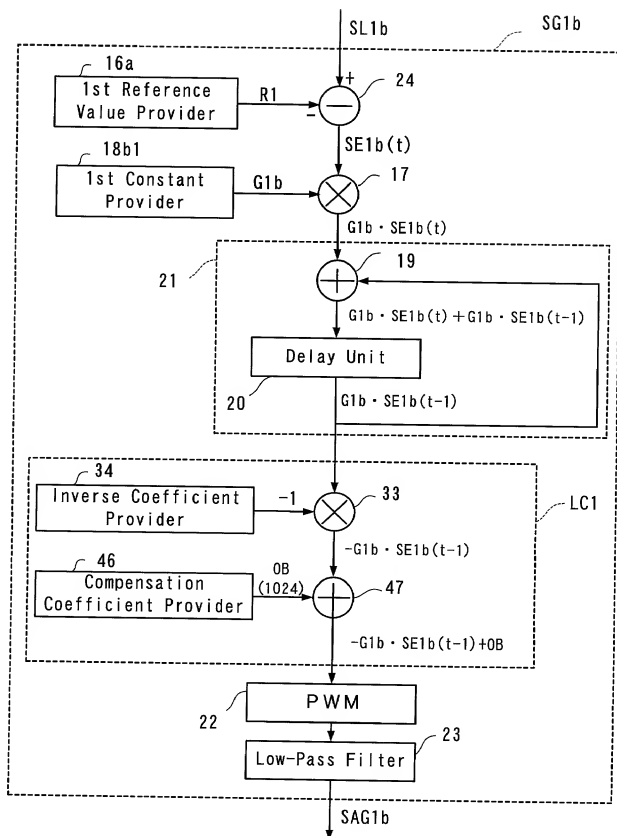 SL1b
SG1b
16a
1st Reference
Value Provider
R1
+
-
24
SE1b(t)
18b1
1st Constant
Provider
G1b
17
G1b・SE1b(t)
21
19
G1b・SE1b(t)+G1b・SE1b(t-1)
Delay Unit
20
G1b・SE1b(t-1)
34
Inverse Coefficient
Provider
-1
33
LC1
-G1b・SE1b(t-1)
46
Compensation
Coefficient Provider
OB
(1024)
47
-G1b・SE1b(t-1)+OB
PWM
22
23
Low-Pass Filter
SAG1b